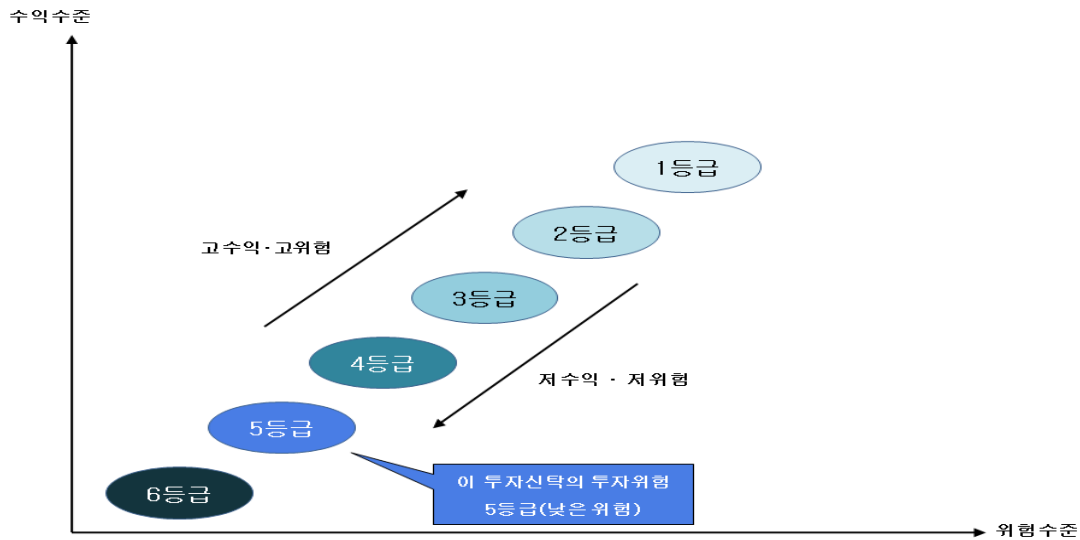 수익수준
1등급
2등급
고수익·고위험
3등급
4등급
저수익 · 저위험
5등급
이 투자신탁의 투자위험
5등급(낮은 위험)
6등급
위험수준